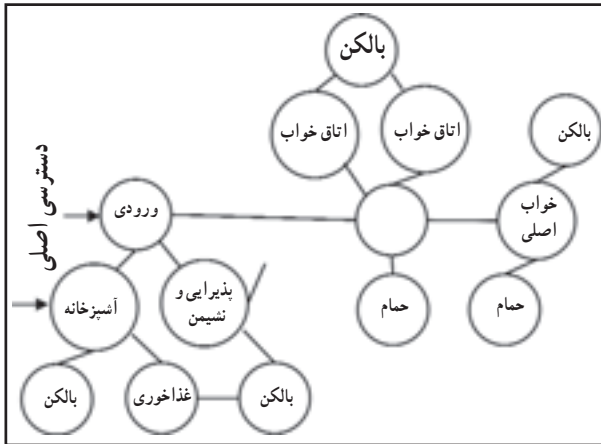 بالکن
اتاق خواب
اتاق خواب
بالکن
دسترسی اصلی
ورودی
خواب
اصلی
آشپزخانه
پذیرایی و
نشیمن
حمام
حمام
بالکن
غذاخوری
بالکن